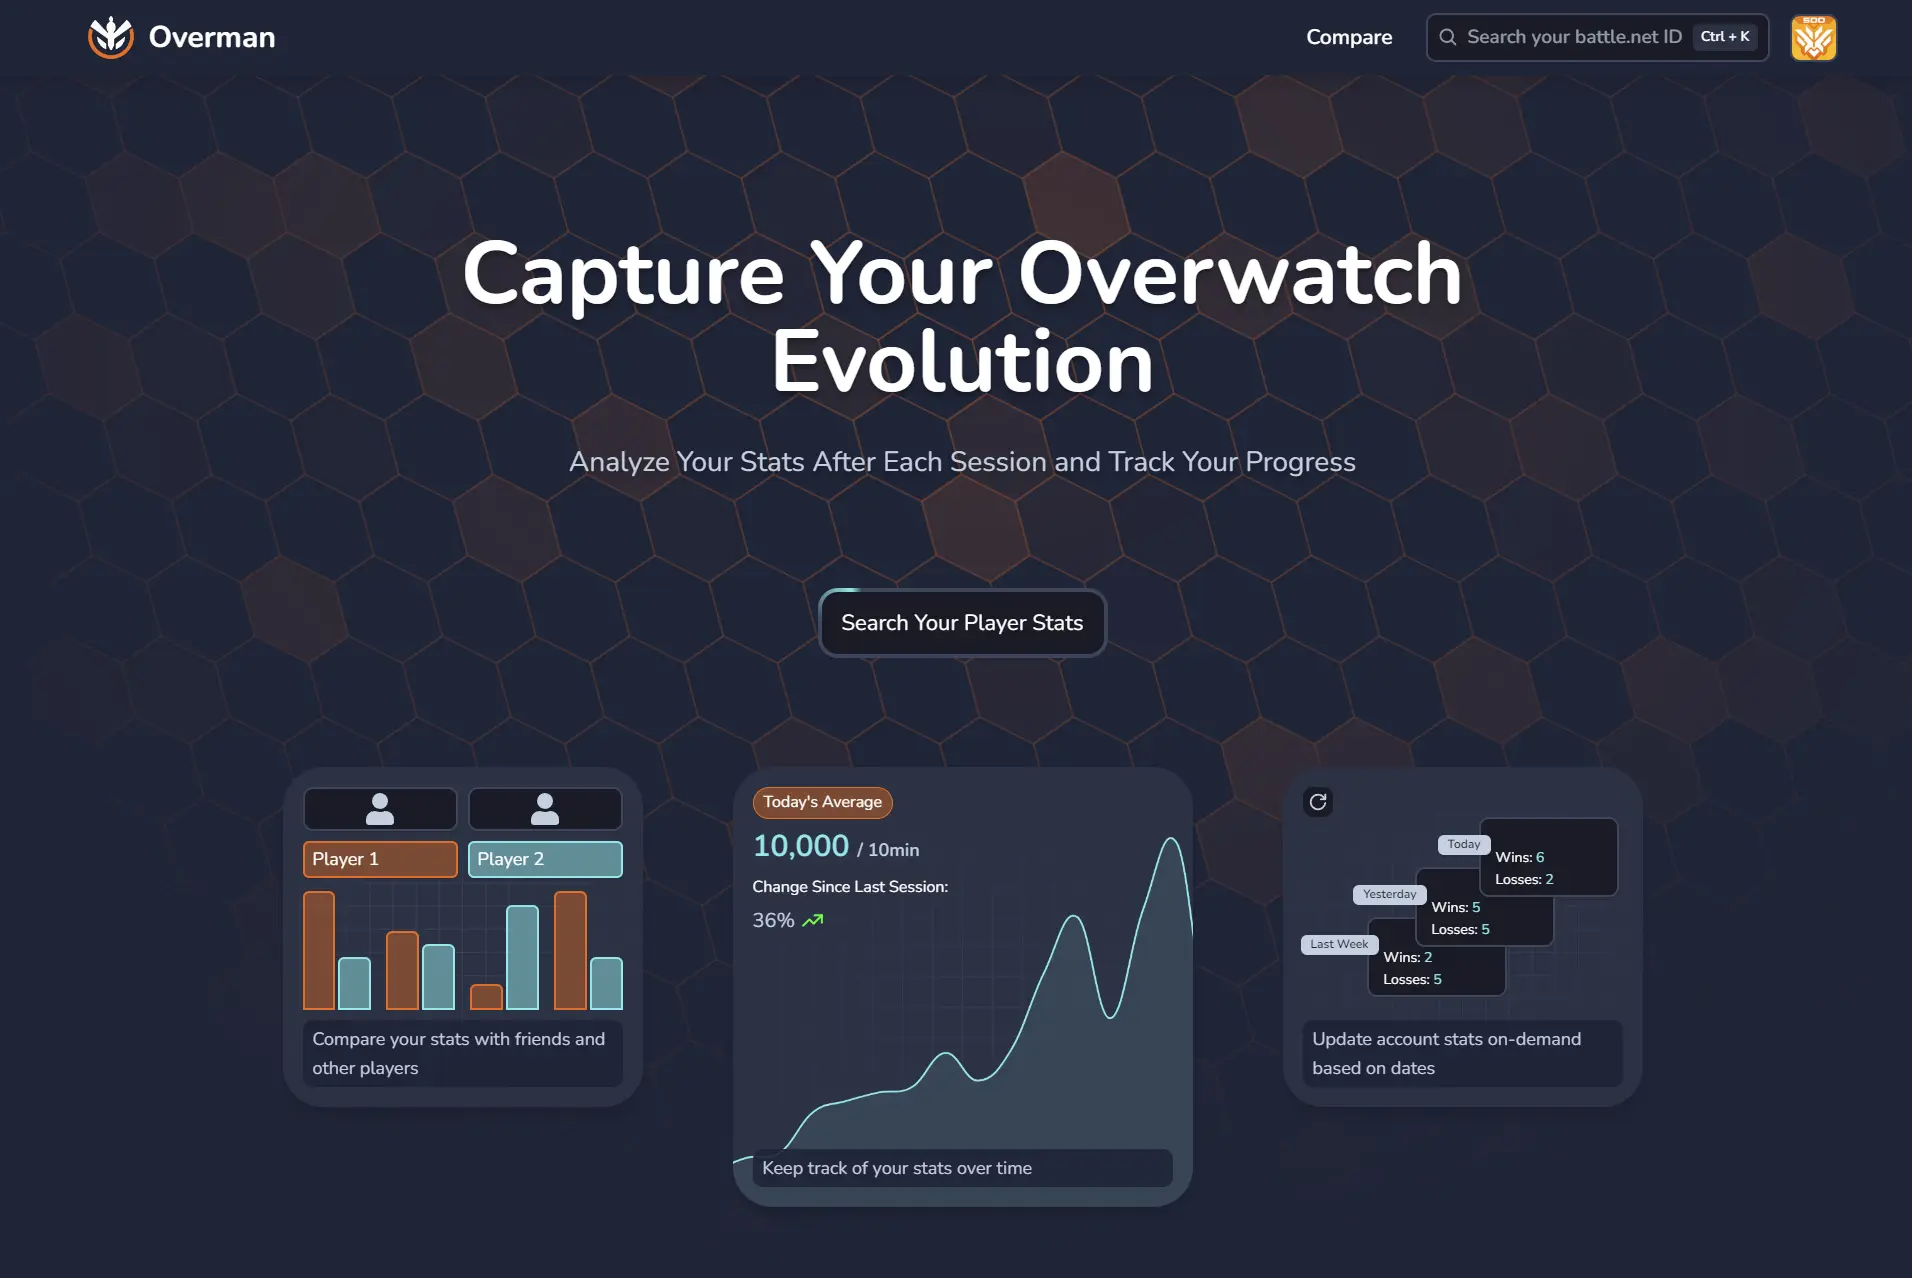 Overman
Compare
Search your battle.net ID
Ctrl + K
500
Capture Your Overwatch
Evolution
Analyze Your Stats After Each Session and Track Your Progress
Search Your Player Stats
Player 1
Player 2
Compare your stats with friends and
other players
Today's Average
10,000 / 10min
Change Since Last Session:
36%
Keep track of your stats over time
Today
Wins: 6
Losses: 2
Yesterday
Wins: 5
Losses: 5
Last Week
Wins: 2
Losses: 5
Update account stats on-demand
based on dates